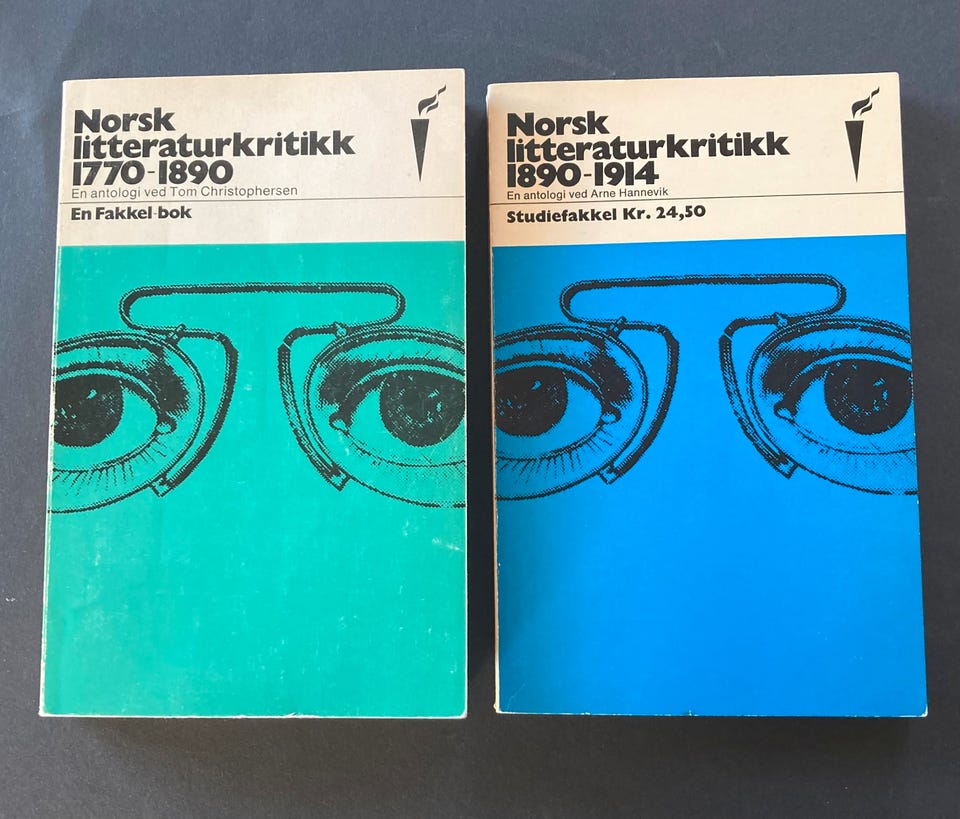 Norsk
litteraturkritikk
1770-1890
En antologi ved Tom Christophersen
En Fakkel-bok
Norsk
litteraturkritikk
1890-1914
En antologi ved Arne Hannevik
Studiefakkel Kr. 24,50